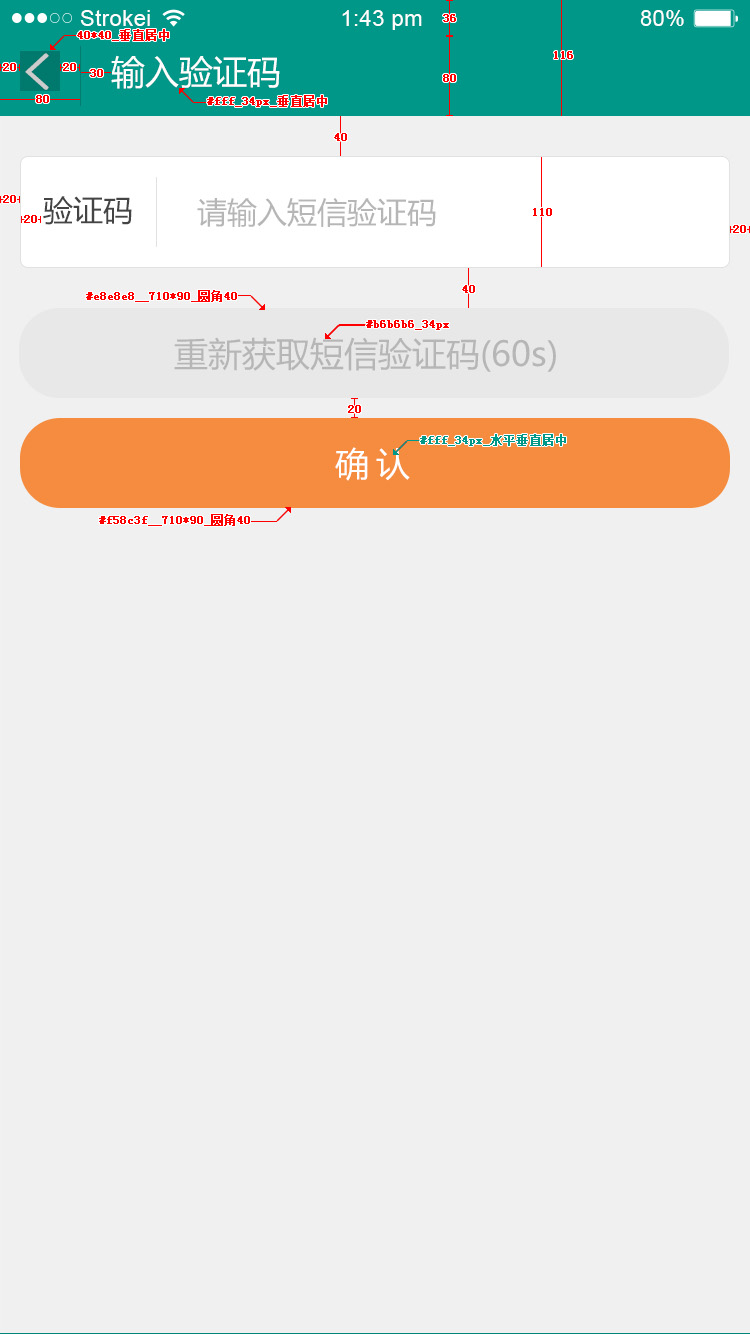 Strokei
1:43 pm
36
80%
40*40_垂直居中
116
20
20
30
输入验证码
80
80
#fff_34px_垂直居中
40
20
20
验证码
请输入短信验证码
110
20
40
#e8e8e8__710*90_圆角40
#b6b6b6_34px
重新获取短信验证码(60s)
20
#fff_34px_水平垂直居中
确认
#f58c3f__710*90_圆角40